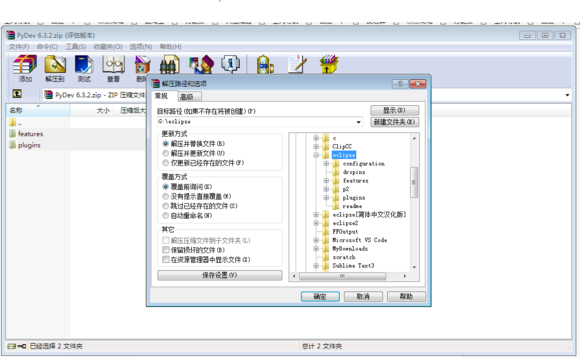 PyDev 6.3.2.zip (评估版本)
文件(F) 命令(C) 工具(S) 收藏夹(O) 选项(N) 帮助(H)
添加 解压到 测试 查看
PyDev 6.3.2.zip - ZIP 压缩文件
名称 大小 压缩后大
..
features
plugins
解压路径和选项
常规 高级
目标路径(如果不存在将被创建)(P)
显示(D)
G:\eclipse
新建文件夹(E)
更新方式
解压并替换文件(R)
解压并更新文件(U)
仅更新已经存在的文件(F)
覆盖方式
覆盖前询问(K)
没有提示直接覆盖(W)
跳过已经存在的文件(S)
自动重命名(N)
其它
解压压缩文件到子文件夹(L)
保留损坏的文件(B)
在资源管理器中显示文件(X)
保存设置(V)
c
ClipCC
eclipse
configuration
dropins
features
p2
plugins
readme
eclipse[简体中文汉化版]
eclipse2
FFOutput
Microsoft VS Code
MyDownloads
scratch
Sublime Text3
确定 取消 帮助
已经选择 2 文件夹
总计 2 文件夹